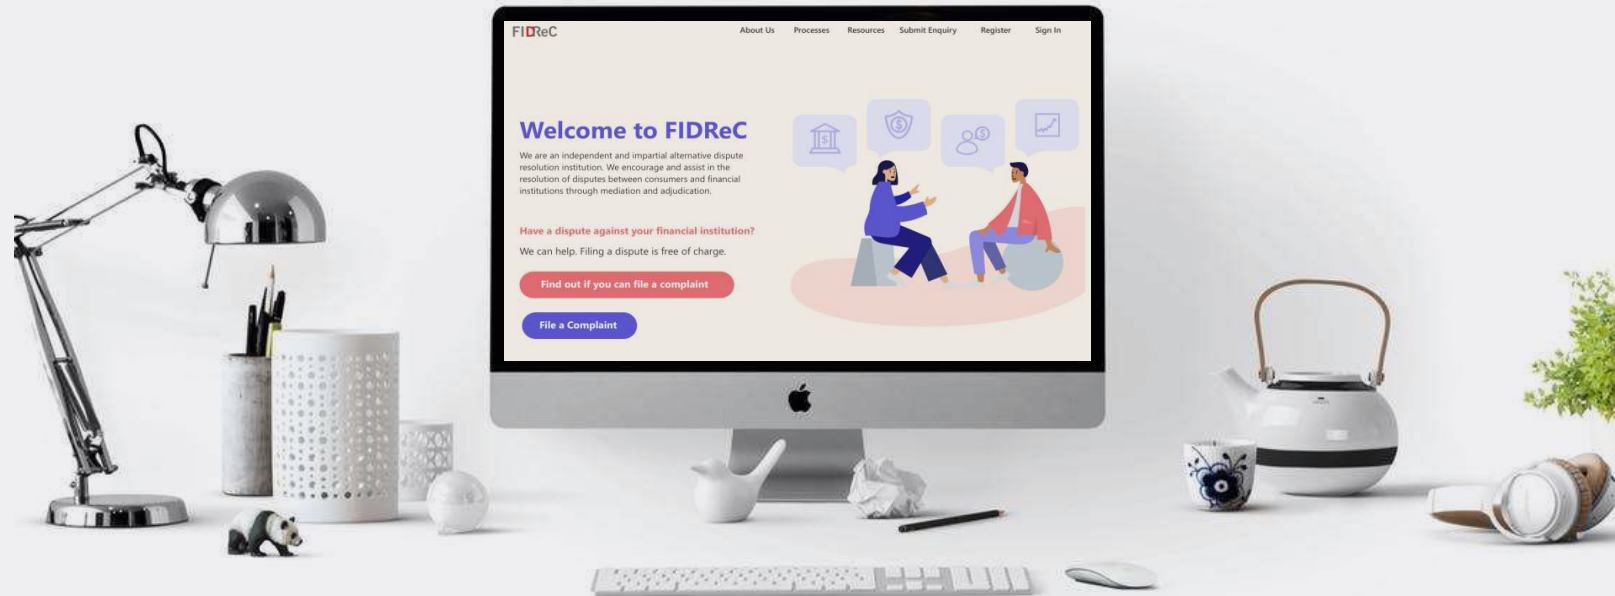 FIDReC
About Us Processes Resources Submit Enquiry Register Sign In
Welcome to FIDReC
We are an independent and impartial alternative dispute
resolution institution. We encourage and assist in the
resolution of disputes between consumers and financial
institutions through mediation and adjudication.
Have a dispute against your financial institution?
We can help. Filing a dispute is free of charge.
Find out if you can file a complaint
File a Complaint